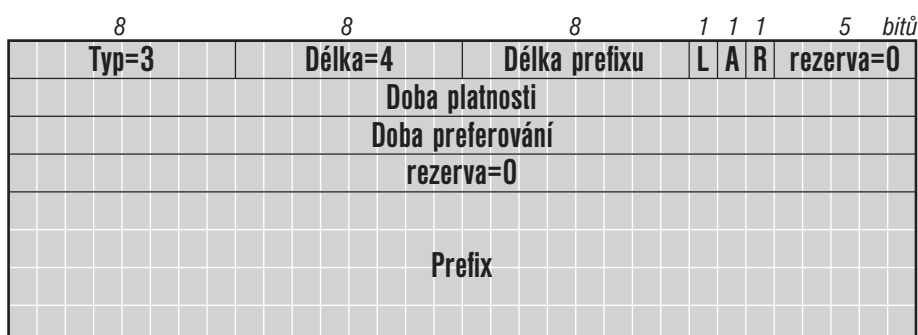 8 8 8 1 1 1 5 bitů
Typ=3 Délka=4 Délka prefixu L A R rezerva=0
Doba platnosti
Doba preferování
rezerva=0
Prefix